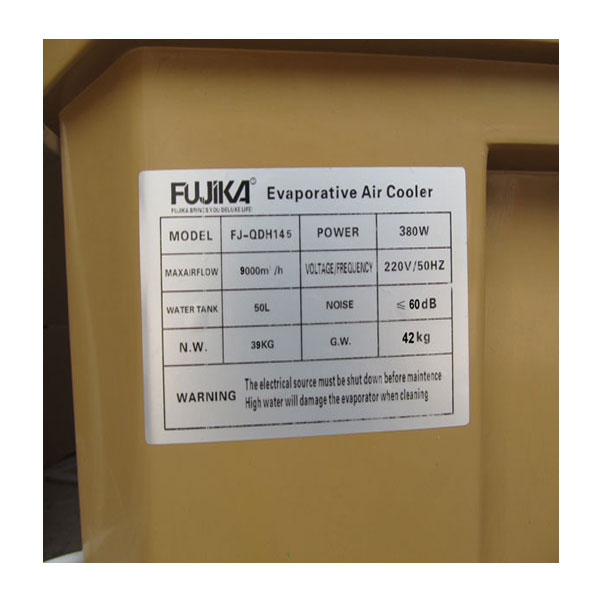 FUJiKA® Evaporative Air Cooler
FUJIKA BRINGS YOU DELUXE LIFE!
MODEL FJ-QDH145 POWER 380W
MAXAIRFLOW 9000m³/h VOLTAGE/FREQUENCY 220V/50HZ
WATER TANK 50L NOISE ≤60dB
N.W. 39KG G.W. 42kg
WARNING The electrical source must be shut down before maintence
High water will damage the evaporator when cleaning